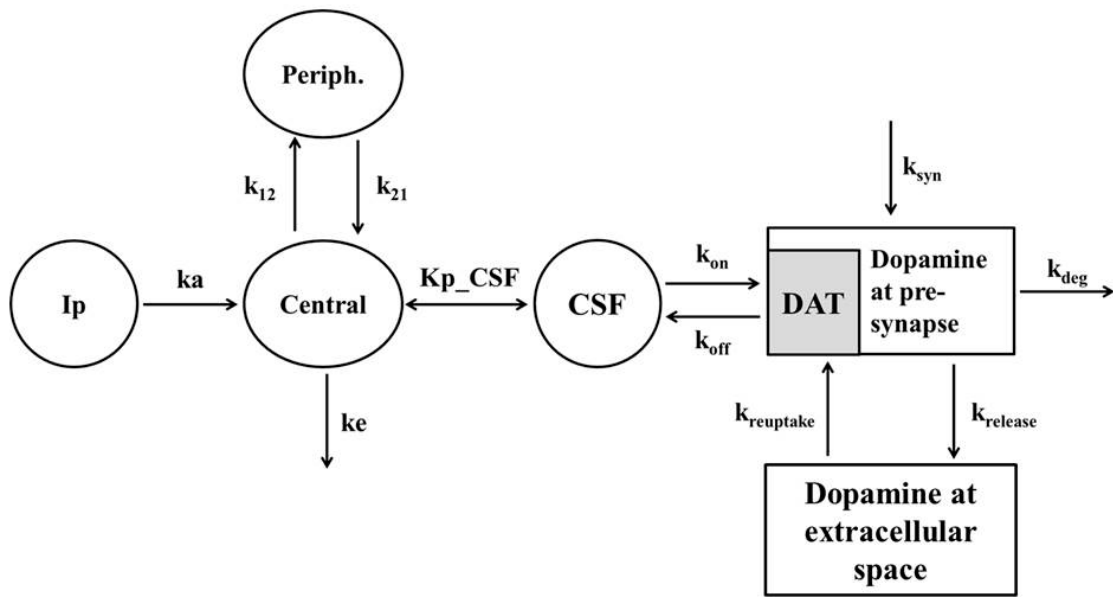 Periph.
k12
k21
ksyn
Ip
ka
Central
Kp_CSF
CSF
kon
koff
DAT
Dopamine
at pre-
synapse
kdeg
ke
kreuptake
krelease
Dopamine at
extracellular
space